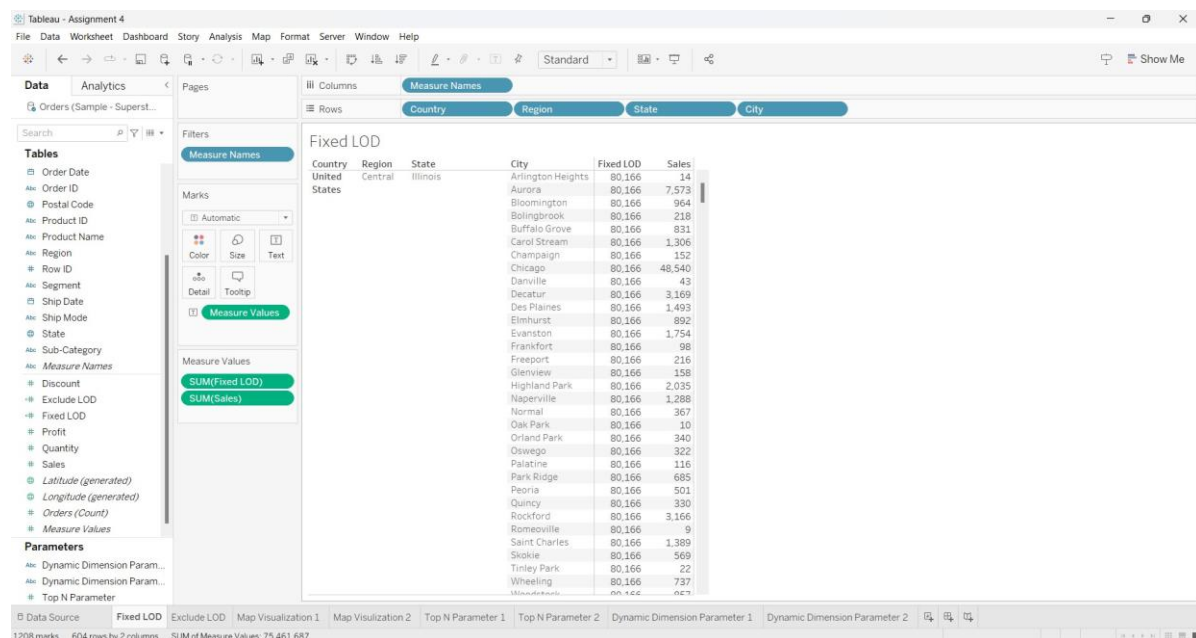 Tableau - Assignment 4
File Data Worksheet Dashboard Story Analysis Map Format Server Window Help
Standard
Show Me
Data Analytics
Orders (Sample - Superst...
Search
Tables
Order Date
Abc Order ID
Postal Code
Abc Product ID
Abc Product Name
Abc Region
# Row ID
Abc Segment
Ship Date
Abc Ship Mode
State
Abc Sub-Category
Abc Measure Names
# Discount
=# Exclude LOD
=# Fixed LOD
# Profit
# Quantity
# Sales
Latitude (generated)
Longitude (generated)
# Orders (Count)
# Measure Values
Parameters
Abc Dynamic Dimension Param...
Abc Dynamic Dimension Param...
# Top N Parameter
Pages
Filters
Measure Names
Marks
Automatic
Color Size Text
Detail Tooltip
Measure Values
Measure Values
SUM(Fixed LOD)
SUM(Sales)
Columns Measure Names
Rows Country Region State City
Fixed LOD
Country Region State City Fixed LOD Sales
United Central Illinois Arlington Heights 80,166 14
States Aurora 80,166 7,573
Bloomington 80,166 964
Bolingbrook 80,166 218
Buffalo Grove 80,166 831
Carol Stream 80,166 1,306
Champaign 80,166 152
Chicago 80,166 48,540
Danville 80,166 43
Decatur 80,166 3,169
Des Plaines 80,166 1,493
Elmhurst 80,166 892
Evanston 80,166 1,754
Frankfort 80,166 98
Freeport 80,166 216
Glenview 80,166 158
Highland Park 80,166 2,035
Naperville 80,166 1,288
Normal 80,166 367
Oak Park 80,166 10
Orland Park 80,166 340
Oswego 80,166 322
Palatine 80,166 116
Park Ridge 80,166 685
Peoria 80,166 501
Quincy 80,166 330
Rockford 80,166 3,166
Romeoville 80,166 9
Saint Charles 80,166 1,389
Skokie 80,166 569
Tinley Park 80,166 22
Wheeling 80,166 737
Data Source Fixed LOD Exclude LOD Map Visualization 1 Map Visulization 2 Top N Parameter 1 Top N Parameter 2 Dynamic Dimension Parameter 1 Dynamic Dimension Parameter 2
1208 marks 604 rows by 2 columns SUM of Measure Values: 75,461,687